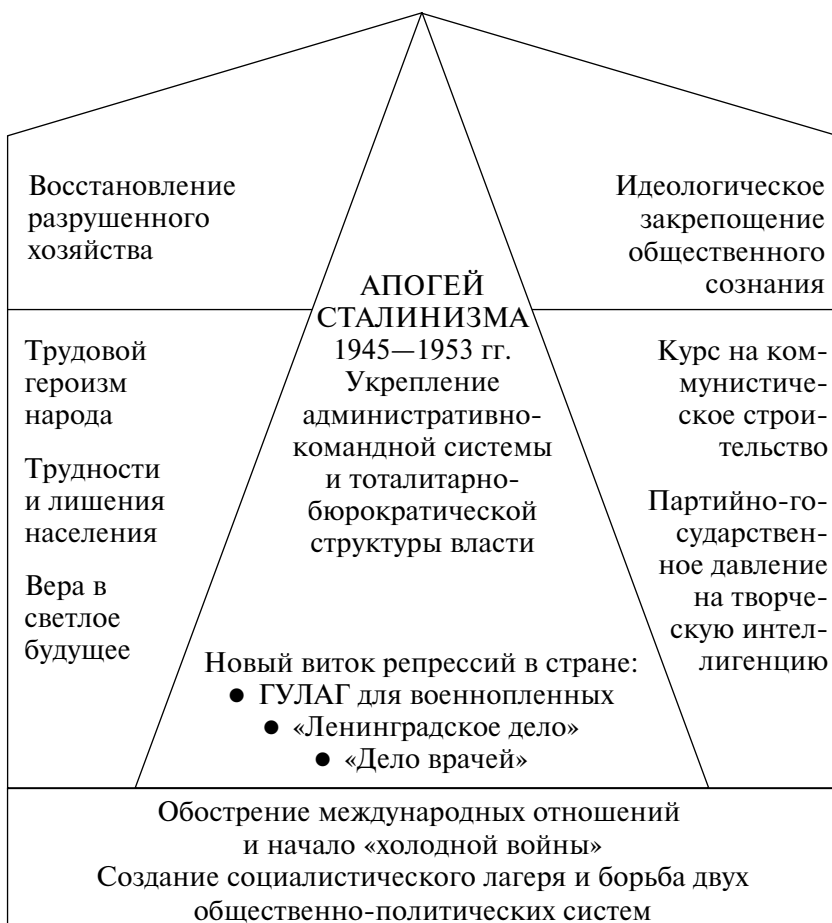 Восстановление
разрушенного
хозяйства
Идеологическое
закрепощение
общественного
сознания
АПОГЕЙ
СТАЛИНИЗМА
1945—1953 гг.
Укрепление
административно-
командной системы
и тоталитарно-
бюрократической
структуры власти
Трудовой
героизм
народа
Трудности
и лишения
населения
Вера в
светлое
будущее
Курс на ком-
мунистиче-
ское строи-
тельство
Партийно-го-
сударствен-
ное давление
на творче-
скую интел-
лигенцию
Новый виток репрессий в стране:
● ГУЛАГ для военнопленных
● «Ленинградское дело»
● «Дело врачей»
Обострение международных отношений
и начало «холодной войны»
Создание социалистического лагеря и борьба двух
общественно-политических систем